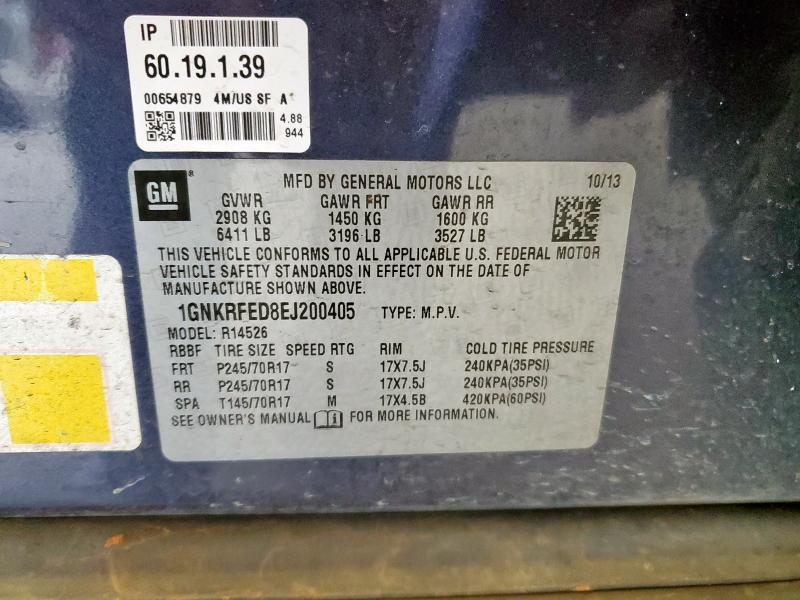 IP
60.19.1.39
00654879 4M/US SF A
4.88
944
GM ®
MFD BY GENERAL MOTORS LLC 10/13
GVWR GAWR FRT GAWR RR
2908 KG 1450 KG 1600 KG
6411 LB 3196 LB 3527 LB
THIS VEHICLE CONFORMS TO ALL APPLICABLE U.S. FEDERAL MOTOR
VEHICLE SAFETY STANDARDS IN EFFECT ON THE DATE OF
MANUFACTURE SHOWN ABOVE.
1GNKRFED8EJ200405 TYPE: M.P.V.
MODEL: R14526
RBBF TIRE SIZE SPEED RTG RIM COLD TIRE PRESSURE
FRT P245/70R17 S 17X7.5J 240KPA(35PSI)
RR P245/70R17 S 17X7.5J 240KPA(35PSI)
SPA T145/70R17 M 17X4.5B 420KPA(60PSI)
SEE OWNER'S MANUAL FOR MORE INFORMATION.